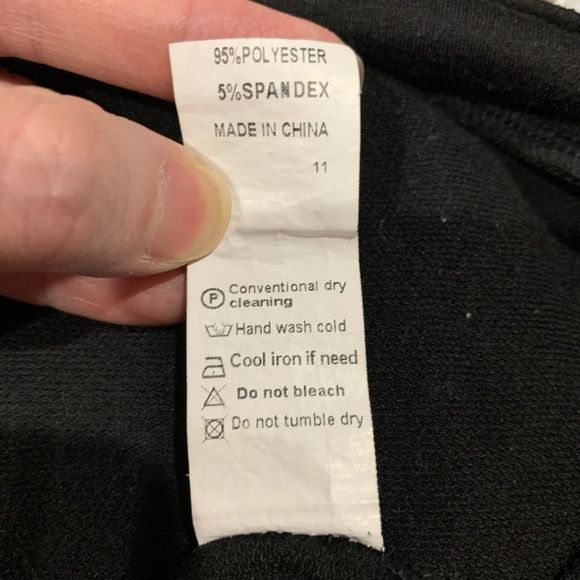 95%POLYESTER
5%SPANDEX
MADE IN CHINA
11
P Conventional dry
cleaning
Hand wash cold
Cool iron if need
Do not bleach
Do not tumble dry